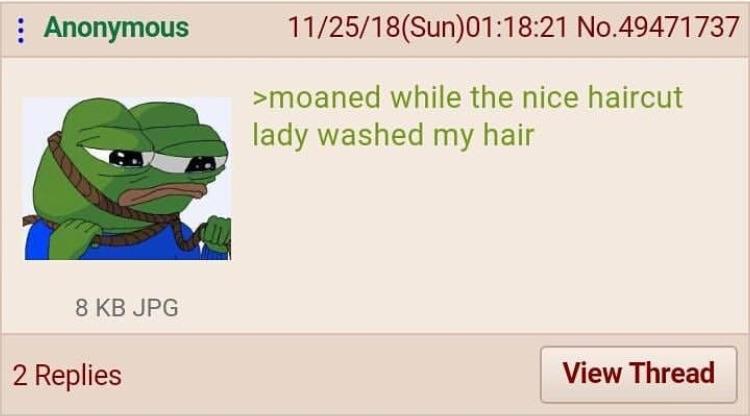 Anonymous 11/25/18(Sun)01:18:21 No.49471737
>moaned while the nice haircut
lady washed my hair
8 KB JPG
2 Replies View Thread